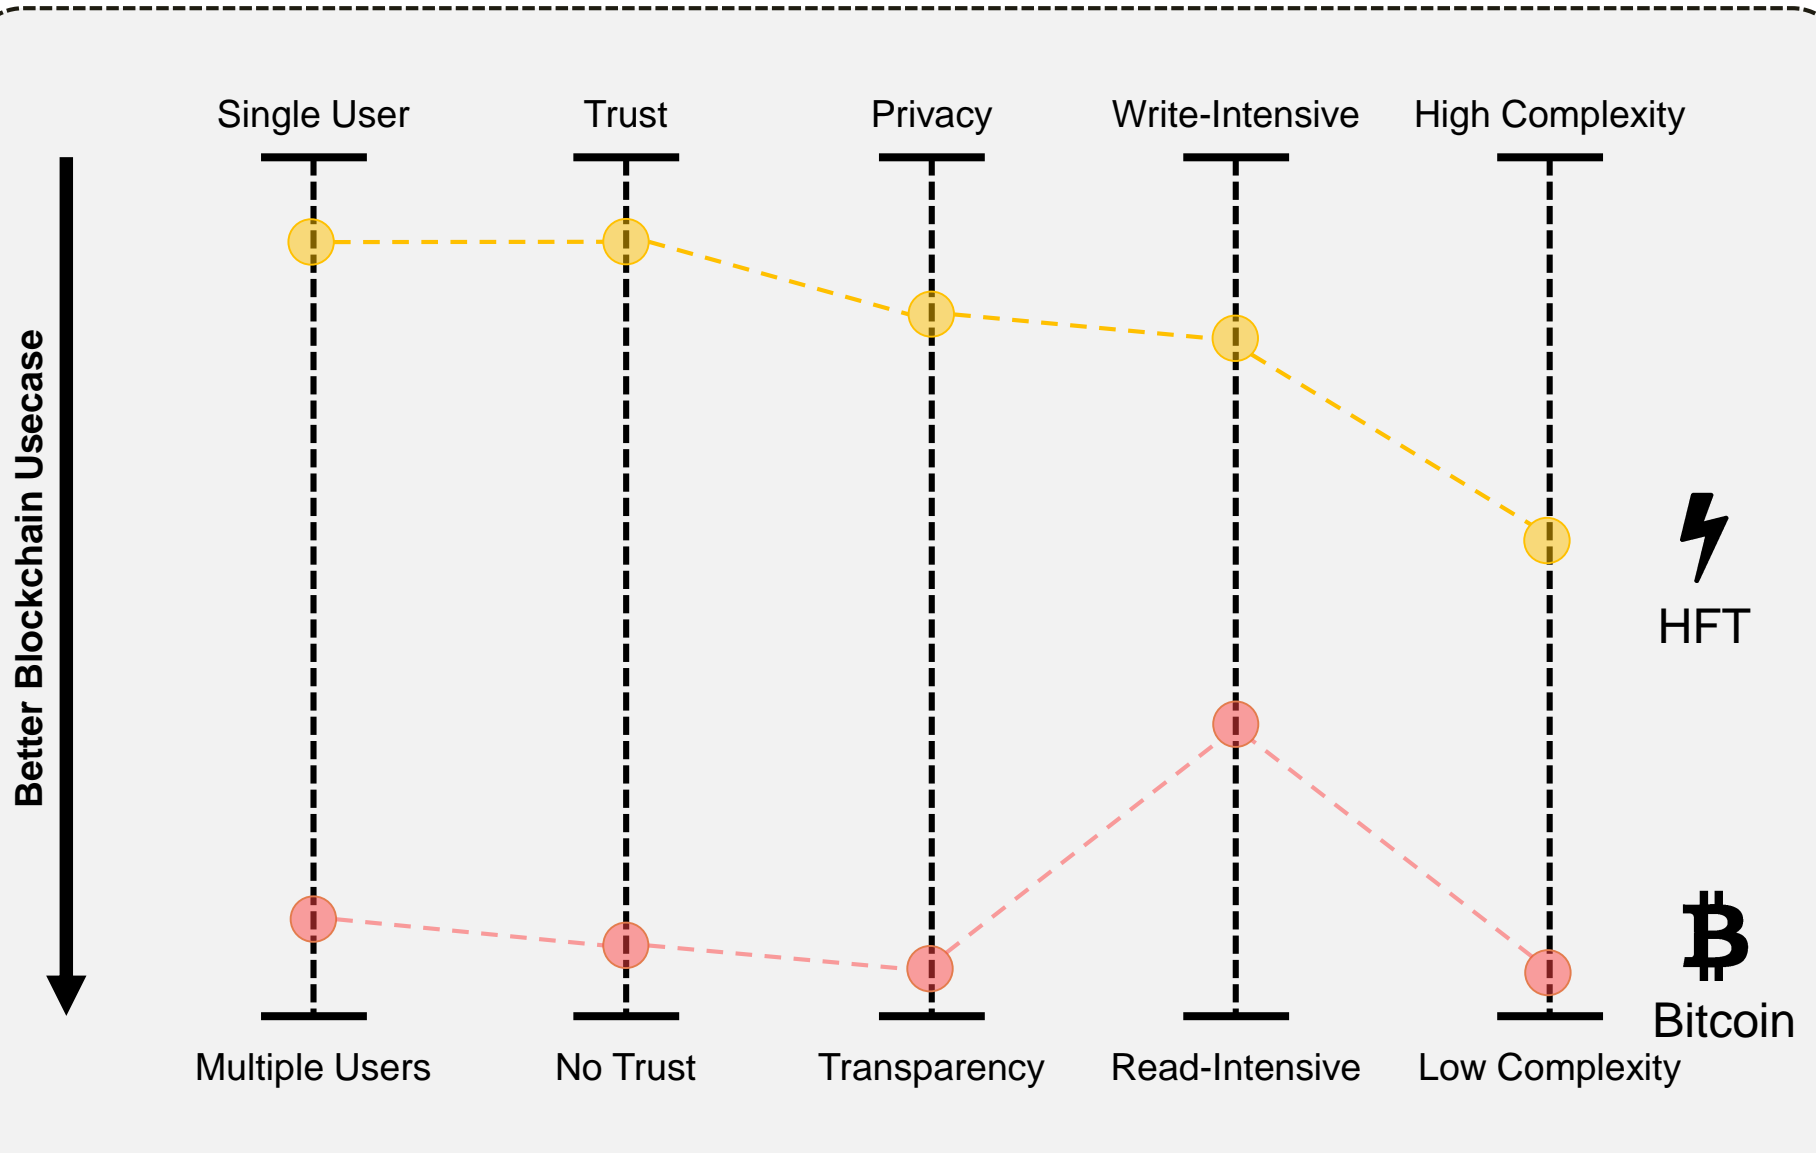 Single User
Trust
Privacy
Write-Intensive
High Complexity
Better Blockchain Usecase
HFT
Bitcoin
Multiple Users
No Trust
Transparency
Read-Intensive
Low Complexity